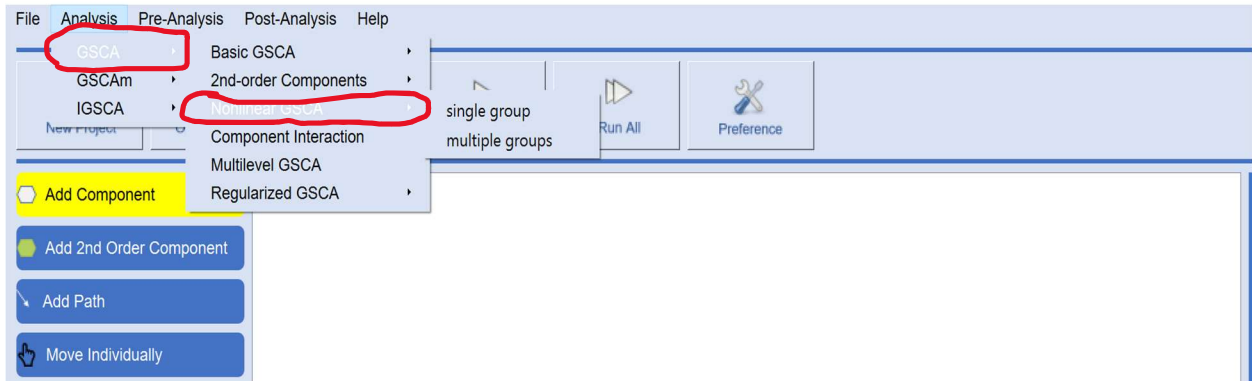 File Analysis Pre-Analysis Post-Analysis Help
GSCA
GSCAm
IGSCA
Basic GSCA
2nd-order Components
Nonlinear GSCA
Component Interaction
Multilevel GSCA
Regularized GSCA
single group
multiple groups
New Project
Run All
Preference
Add Component
Add 2nd Order Component
Add Path
Move Individually